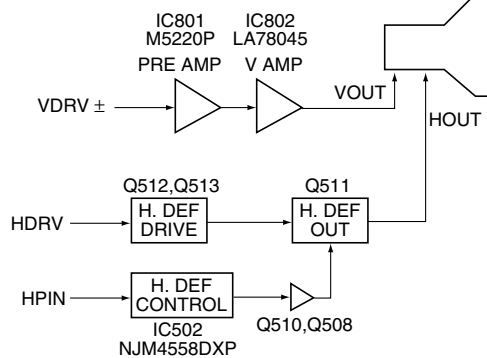 IC801
M5220P
PRE AMP
IC802
LA78045
V AMP
VDRV ±
VOUT
HOUT
Q512,Q513
Q511
HDRV
H. DEF
DRIVE
H. DEF
OUT
HPIN
H. DEF
CONTROL
IC502
NJM4558DXP
Q510,Q508